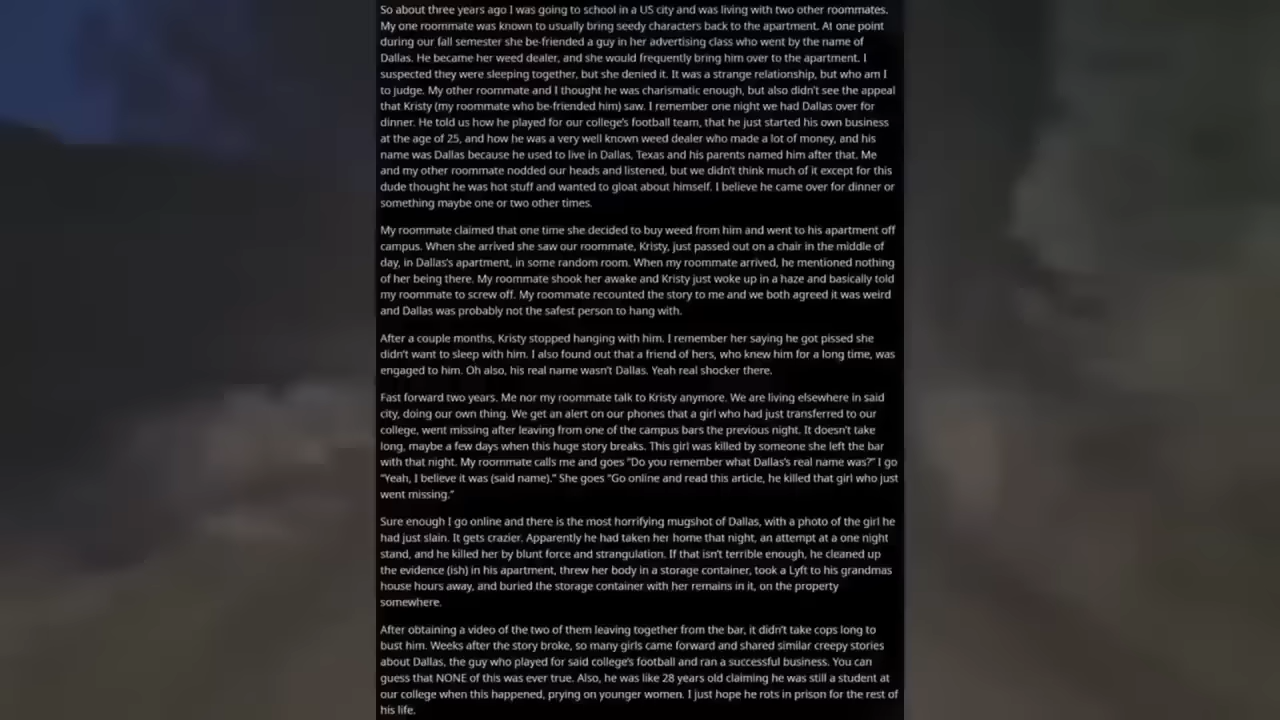 So about three years ago I was going to school in a US city and was living with two other roommates.
My one roommate was known to usually bring seedy characters back to the apartment. At one point
during our fall semester she be-friended a guy in her advertising class who went by the name of
Dallas. He became her weed dealer, and she would frequently bring him over to the apartment. I
suspected they were sleeping together, but she denied it. It was a strange relationship, but who am I
to judge. My other roommate and I thought he was charismatic enough, but also didn't see the appeal
that Kristy (my roommate who be-friended him) saw. I remember one night we had Dallas over for
dinner. He told us how he played for our college's football team, that he just started his own business
at the age of 25, and how he was a very well known weed dealer who made a lot of money, and his
name was Dallas because he used to live in Dallas, Texas and his parents named him after that. Me
and my other roommate nodded our heads and listened, but we didn't think much of it except for this
dude thought he was hot stuff and wanted to gloat about himself. I believe he came over for dinner or
something maybe one or two other times.
My roommate claimed that one time she decided to buy weed from him and went to his apartment off
campus. When she arrived she saw our roommate, Kristy, just passed out on a chair in the middle of
day, in Dallas's apartment, in some random room. When my roommate arrived, he mentioned nothing
of her being there. My roommate shook her awake and Kristy just woke up in a haze and basically told
my roommate to screw off. My roommate recounted the story to me and we both agreed it was weird
and Dallas was probably not the safest person to hang with.
After a couple months, Kristy stopped hanging with him. I remember her saying he got pissed she
didn't want to sleep with him. I also found out that a friend of hers, who knew him for a long time, was
engaged to him. Oh also, his real name wasn't Dallas. Yeah real shocker there.
Fast forward two years. Me nor my roommate talk to Kristy anymore. We are living elsewhere in said
city, doing our own thing. We get an alert on our phones that a girl who had just transferred to our
college, went missing after leaving from one of the campus bars the previous night. It doesn't take
long, maybe a few days when this huge story breaks. This girl was killed by someone she left the bar
with that night. My roommate calls me and goes "Do you remember what Dallas's real name was?" I go
"Yeah, I believe it was (said name)." She goes "Go online and read this article, he killed that girl who just
went missing."
Sure enough I go online and there is the most horrifying mugshot of Dallas, with a photo of the girl he
had just slain. It gets crazier. Apparently he had taken her home that night, an attempt at a one night
stand, and he killed her by blunt force and strangulation. If that isn't terrible enough, he cleaned up
the evidence (ish) in his apartment, threw her body in a storage container, took a Lyft to his grandmas
house hours away, and buried the storage container with her remains in it, on the property
somewhere.
After obtaining a video of the two of them leaving together from the bar, it didn't take cops long to
bust him. Weeks after the story broke, so many girls came forward and shared similar creepy stories
about Dallas, the guy who played for said college's football and ran a successful business. You can
guess that NONE of this was ever true. Also, he was like 28 years old claiming he was still a student at
our college when this happened, prying on younger women. I just hope he rots in prison for the rest of
his life.